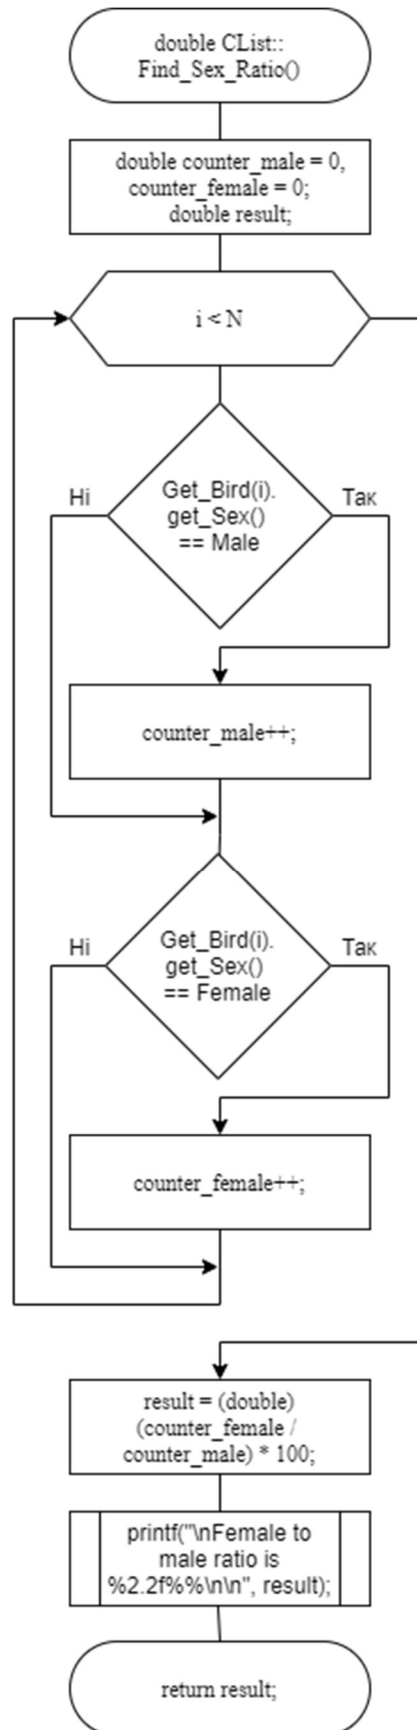 double CList::
Find_Sex_Ratio()
double counter_male = 0,
counter_female = 0;
double result;
i < N
Ні
Get_Bird(i).
get_Sex()
== Male
Так
counter_male++;
Ні
Get_Bird(i).
get_Sex()
== Female
Так
counter_female++;
result = (double)
(counter_female /
counter_male) * 100;
printf("\nFemale to
male ratio is
%2.2f%%\n\n", result);
return result;